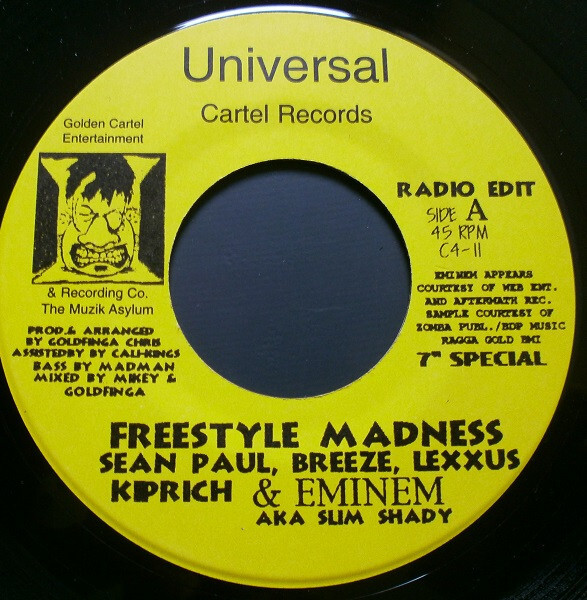 Universal
Cartel Records
Golden Cartel
Entertainment
& Recording Co.
The Muzik Asylum
PROD.& ARRANGED
BY GOLDFINGA CHRIS
ASSISTEDBY BY CALI-KINGS
BASS BY MADMAN
MIXED BY MIKEY &
GOLDFINGA
RADIO EDIT
SIDE A
45 RPM
C4-11
EMINEM APPEARS
COURTESY OF WEB ENT.
AND AFTERMATH REC.
SAMPLE COURTESY OF
ZOMBA PUBL./BDP MUSIC
RAGGA GOLD EMI
7" SPECIAL
FREESTYLE MADNESS
SEAN PAUL, BREEZE, LEXXUS
KIPRICH & EMINEM
AKA SLIM SHADY